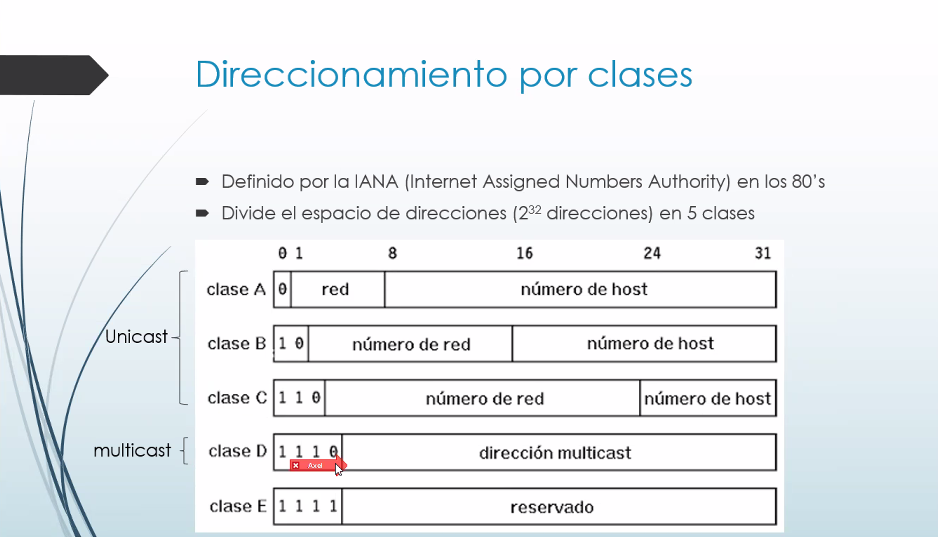 Direccionamiento por clases
Definido por la IANA (Internet Assigned Numbers Authority) en los 80's
Divide el espacio de direcciones (2³² direcciones) en 5 clases
0 1 8 16 24 31
clase A 0 red número de host
Unicast
clase B 1 0 número de red número de host
clase C 1 1 0 número de red número de host
multicast
clase D 1 1 1 0 dirección multicast
Axel
clase E 1 1 1 1 reservado